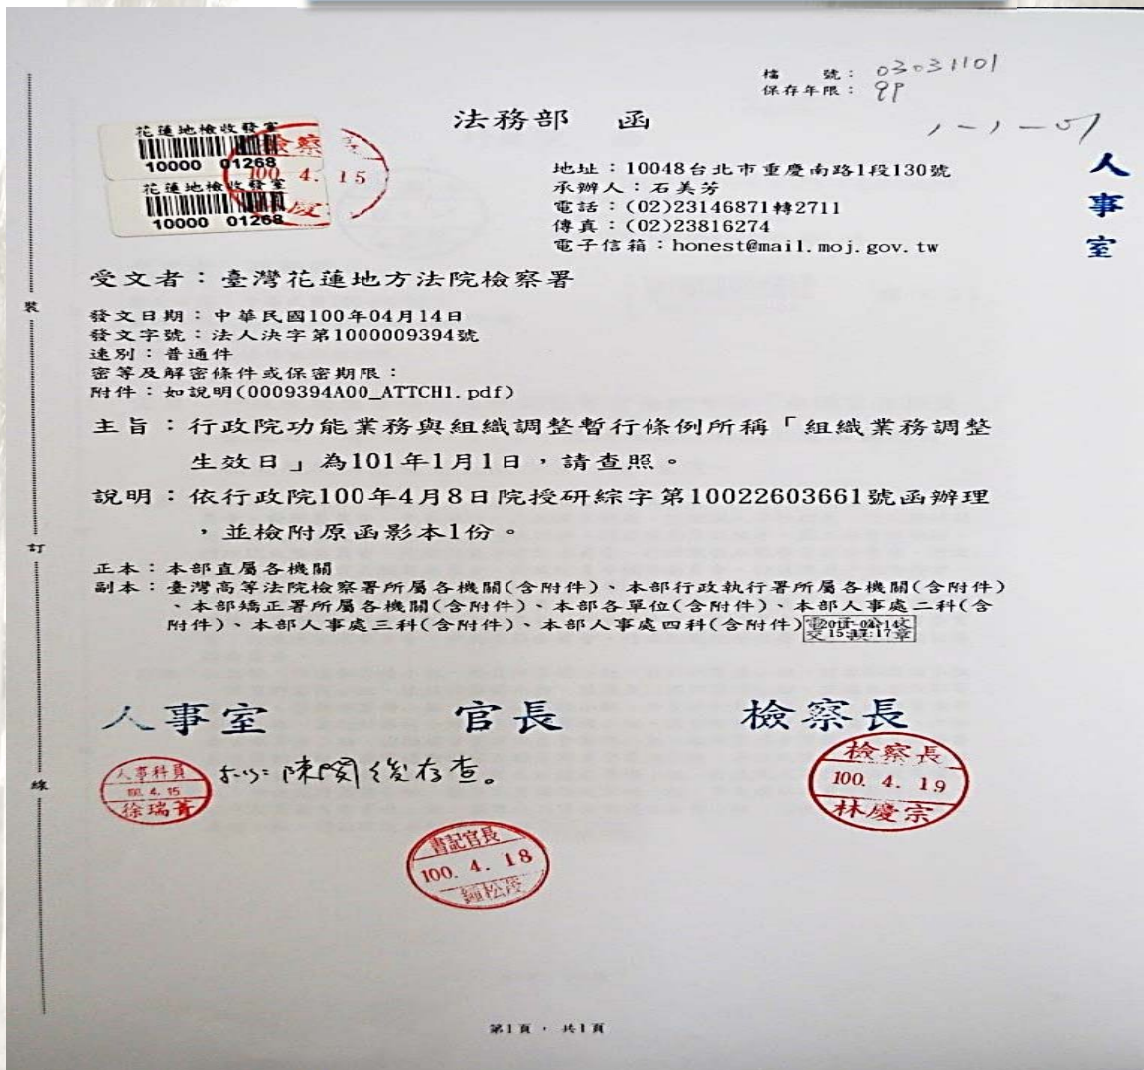 檔　　號：03031101
保存年限：
法務部　函
1-1-01
人事室
花蓮地檢收發室
10000 01268
花蓮地檢收發室
10000 01268
100 4. 15
地址：10048台北市重慶南路1段130號
承辦人：石美芳
電話：(02)23146871轉2711
傳真：(02)23816274
電子信箱：honest@mail.moj.gov.tw
受文者：臺灣花蓮地方法院檢察署
發文日期：中華民國100年04月14日
發文字號：法人決字第1000009394號
速別：普通件
密等及解密條件或保密期限：
附件：如說明(0009394A00_ATTCH1.pdf)
主旨：行政院功能業務與組織調整暫行條例所稱「組織業務調整
生效日」為101年1月1日，請查照。
說明：依行政院100年4月8日院授研綜字第10022603661號函辦理
，並檢附原函影本1份。
正本：本部直屬各機關
副本：臺灣高等法院檢察署所屬各機關(含附件)、本部行政執行署所屬各機關(含附件)
、本部矯正署所屬各機關(含附件)、本部各單位(含附件)、本部人事處二科(含
附件)、本部人事處三科(含附件)、本部人事處四科(含附件)
裝
訂
線
人事室　官長　檢察長
人事科員
100. 4. 15
徐瑞菁
陳閱後存查。
書記官長
100. 4. 18
鍾松茂
檢察長
100. 4. 19
林慶宗
第1頁，共1頁